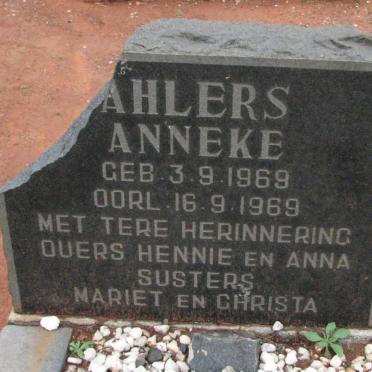 AHLERS
ANNEKE
GEB 3.9.1969
OORL 16.9.1969
MET TERE HERINNERING
OUERS HENNIE EN ANNA
SUSTERS
MARIET EN CHRISTA